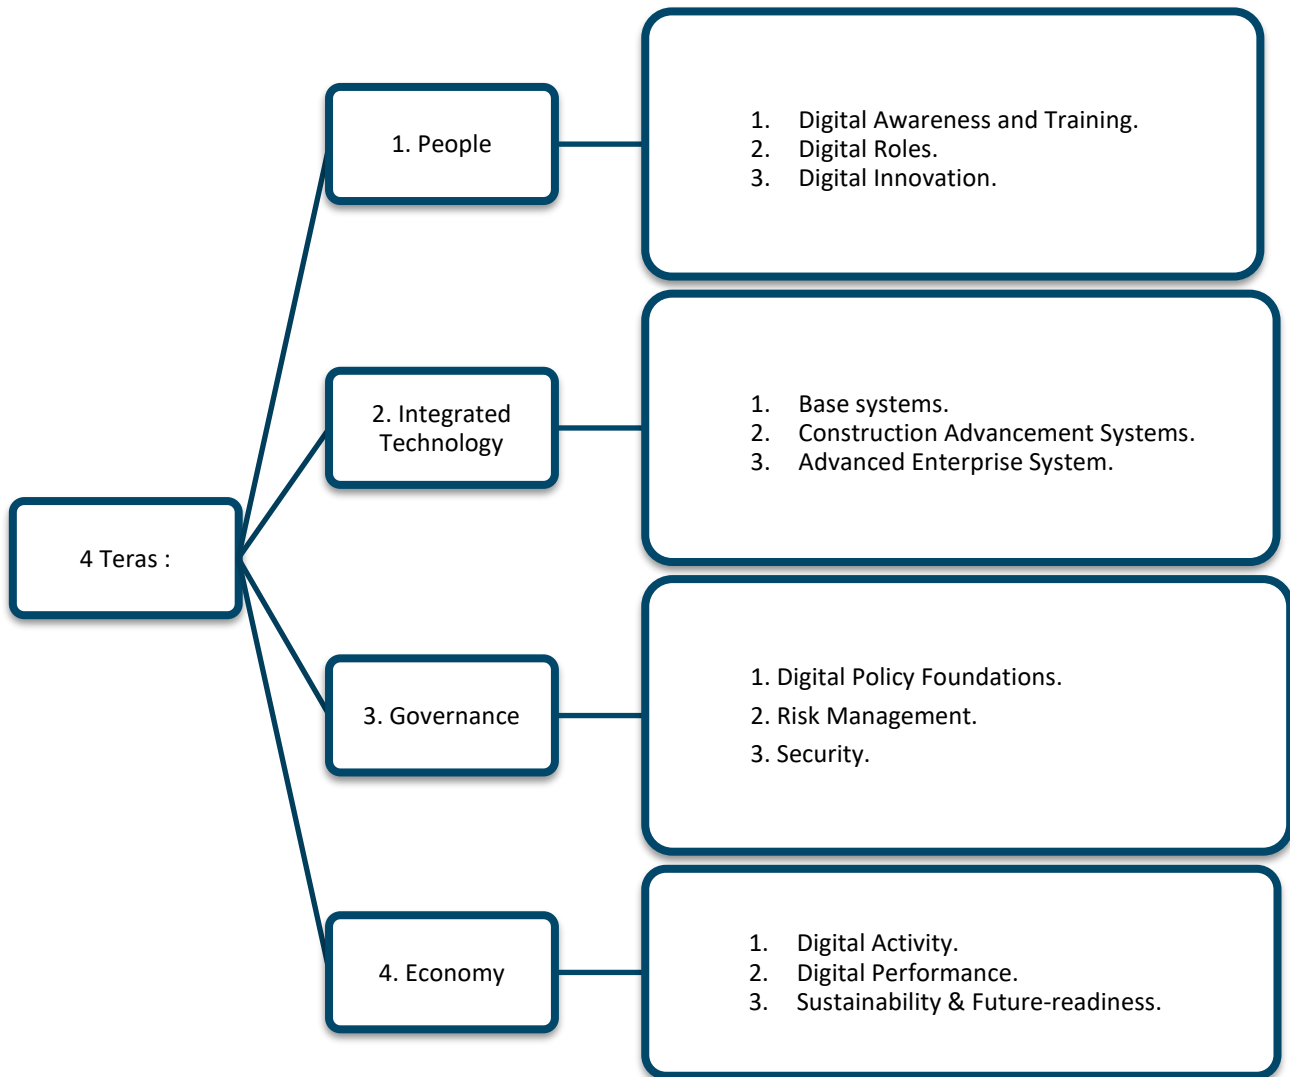 4 Teras :
1. People
1. Digital Awareness and Training.
2. Digital Roles.
3. Digital Innovation.
2. Integrated
Technology
1. Base systems.
2. Construction Advancement Systems.
3. Advanced Enterprise System.
3. Governance
1. Digital Policy Foundations.
2. Risk Management.
3. Security.
4. Economy
1. Digital Activity.
2. Digital Performance.
3. Sustainability & Future-readiness.